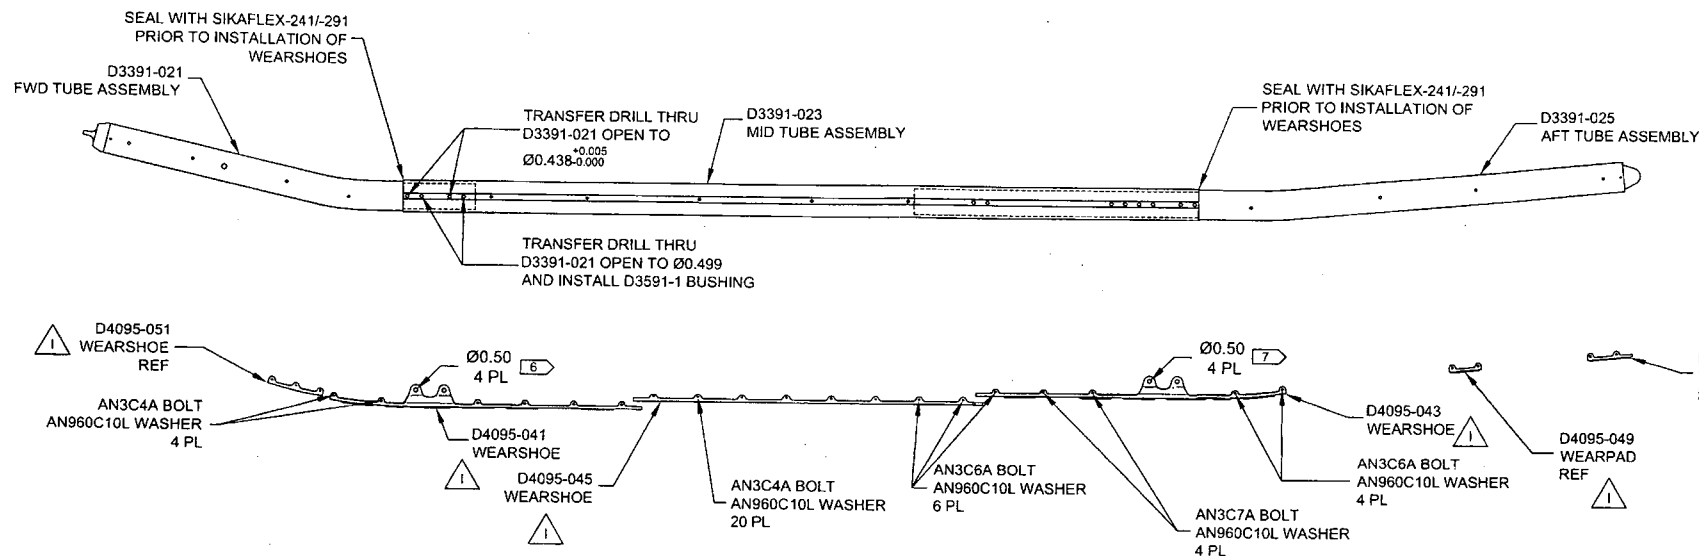 SEAL WITH SIKAFLEX-241/-291
PRIOR TO INSTALLATION OF
WEARSHOES
D3391-021
FWD TUBE ASSEMBLY
TRANSFER DRILL THRU
D3391-021 OPEN TO
Ø0.438+0.005
-0.000
D3391-023
MID TUBE ASSEMBLY
SEAL WITH SIKAFLEX-241/-291
PRIOR TO INSTALLATION OF
WEARSHOES
D3391-025
AFT TUBE ASSEMBLY
TRANSFER DRILL THRU
D3391-021 OPEN TO Ø0.499
AND INSTALL D3591-1 BUSHING
1
D4095-051
WEARSHOE
REF
Ø0.50
4 PL
6
Ø0.50
4 PL
7
AN3C4A BOLT
AN960C10L WASHER
4 PL
D4095-041
WEARSHOE
1
D4095-045
WEARSHOE
1
AN3C4A BOLT
AN960C10L WASHER
20 PL
AN3C6A BOLT
AN960C10L WASHER
6 PL
AN3C7A BOLT
AN960C10L WASHER
4 PL
AN3C6A BOLT
AN960C10L WASHER
4 PL
D4095-043
WEARSHOE
1
D4095-049
WEARPAD
REF
1